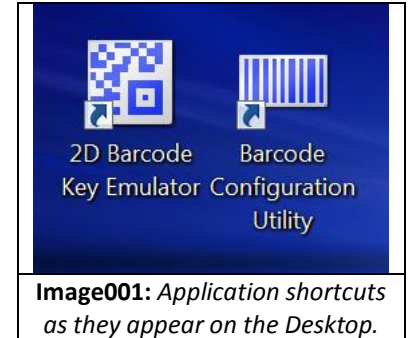 2D Barcode
Key Emulator
Barcode
Configuration
Utility
Image001: Application shortcuts
as they appear on the Desktop.